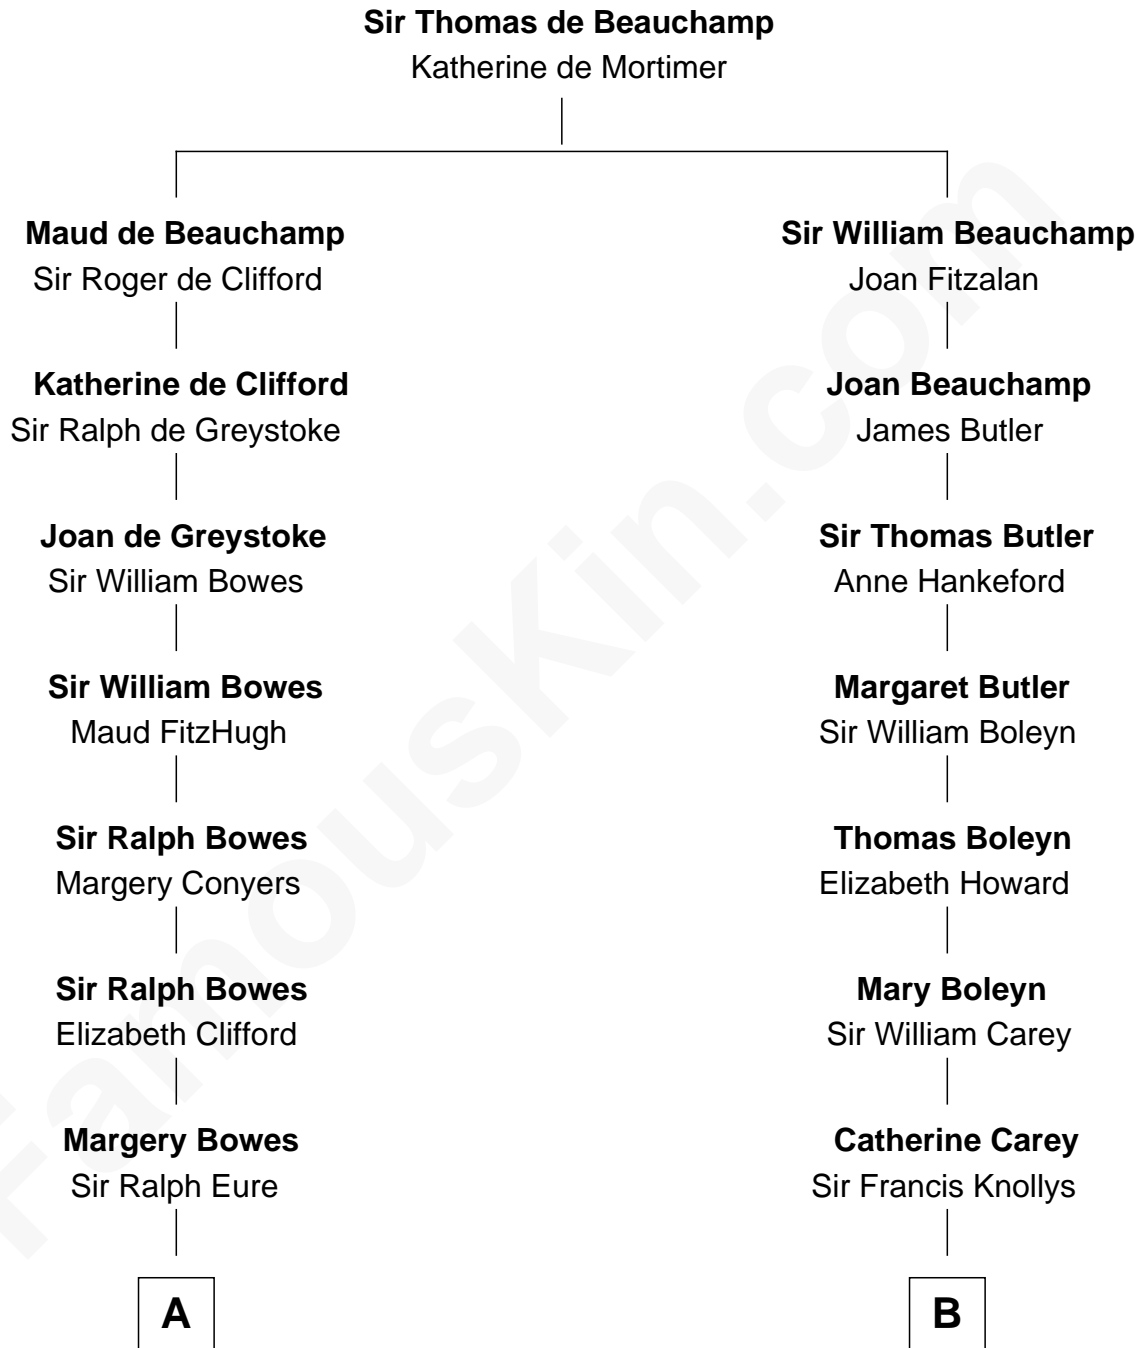 Sir Thomas de Beauchamp
Katherine de Mortimer
Maud de Beauchamp
Sir Roger de Clifford
Sir William Beauchamp
Joan Fitzalan
Katherine de Clifford
Sir Ralph de Greystoke
Joan Beauchamp
James Butler
Joan de Greystoke
Sir William Bowes
Sir Thomas Butler
Anne Hankeford
Sir William Bowes
Maud FitzHugh
Margaret Butler
Sir William Boleyn
Sir Ralph Bowes
Margery Conyers
Thomas Boleyn
Elizabeth Howard
Sir Ralph Bowes
Elizabeth Clifford
Mary Boleyn
Sir William Carey
Margery Bowes
Sir Ralph Eure
Catherine Carey
Sir Francis Knollys
A
B
FamousKin.com